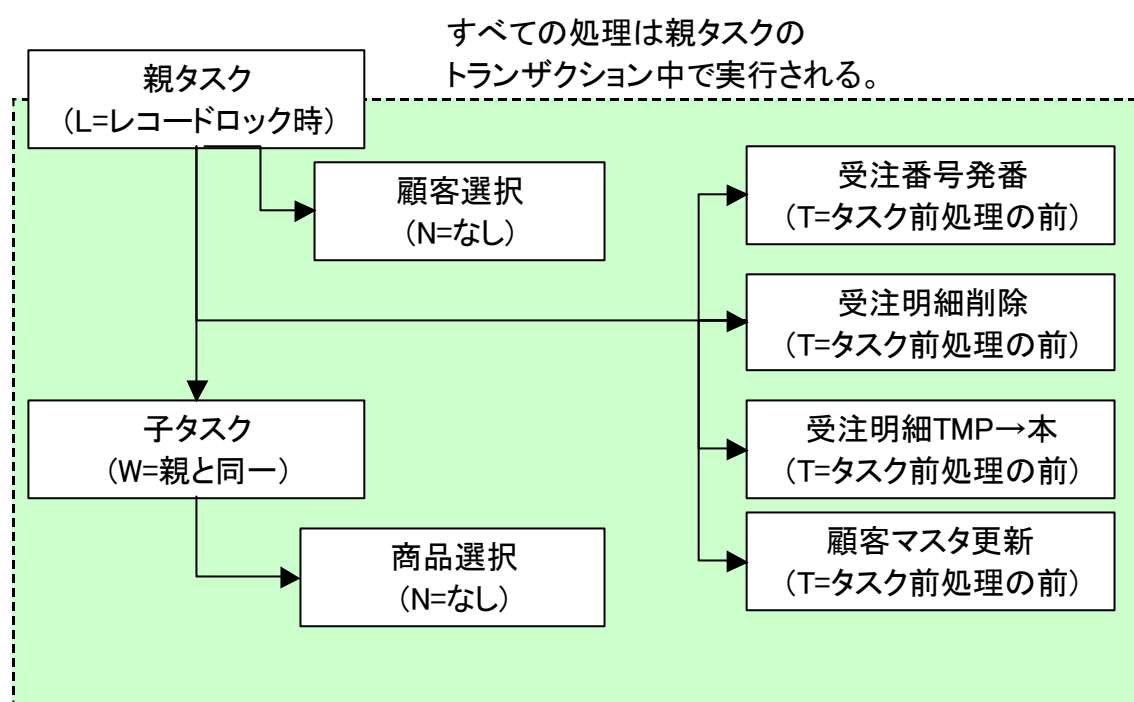 すべての処理は親タスクの
トランザクション中で実行される。
親タスク
(L=レコードロック時)
顧客選択
(N=なし)
受注番号発番
(T=タスク前処理の前)
受注明細削除
(T=タスク前処理の前)
子タスク
(W=親と同一)
受注明細TMP→本
(T=タスク前処理の前)
商品選択
(N=なし)
顧客マスタ更新
(T=タスク前処理の前)